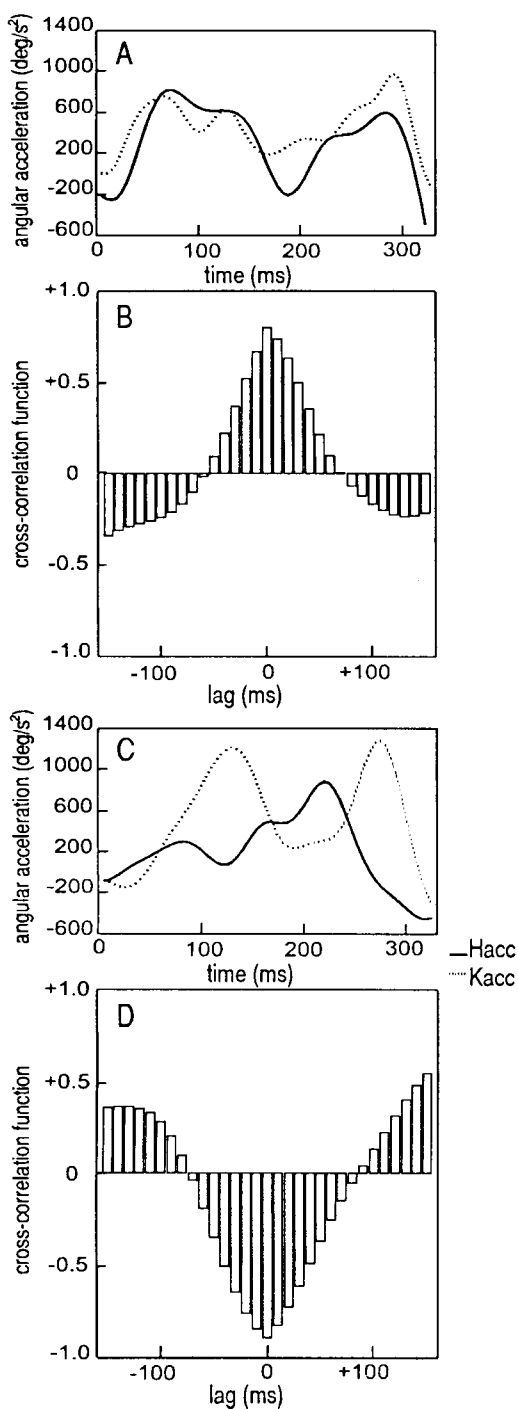 angular acceleration (deg/s²)
1400
1000
600
200
-200
-600
A
0
100
200
300
time (ms)
cross-correlation function
+1.0
+0.5
0
-0.5
-1.0
B
-100
0
+100
lag (ms)
angular acceleration (deg/s²)
1400
1000
600
200
-200
-600
C
0
100
200
300
time (ms)
Hacc
Kacc
cross-correlation function
+1.0
+0.5
0
-0.5
-1.0
D
-100
0
+100
lag (ms)